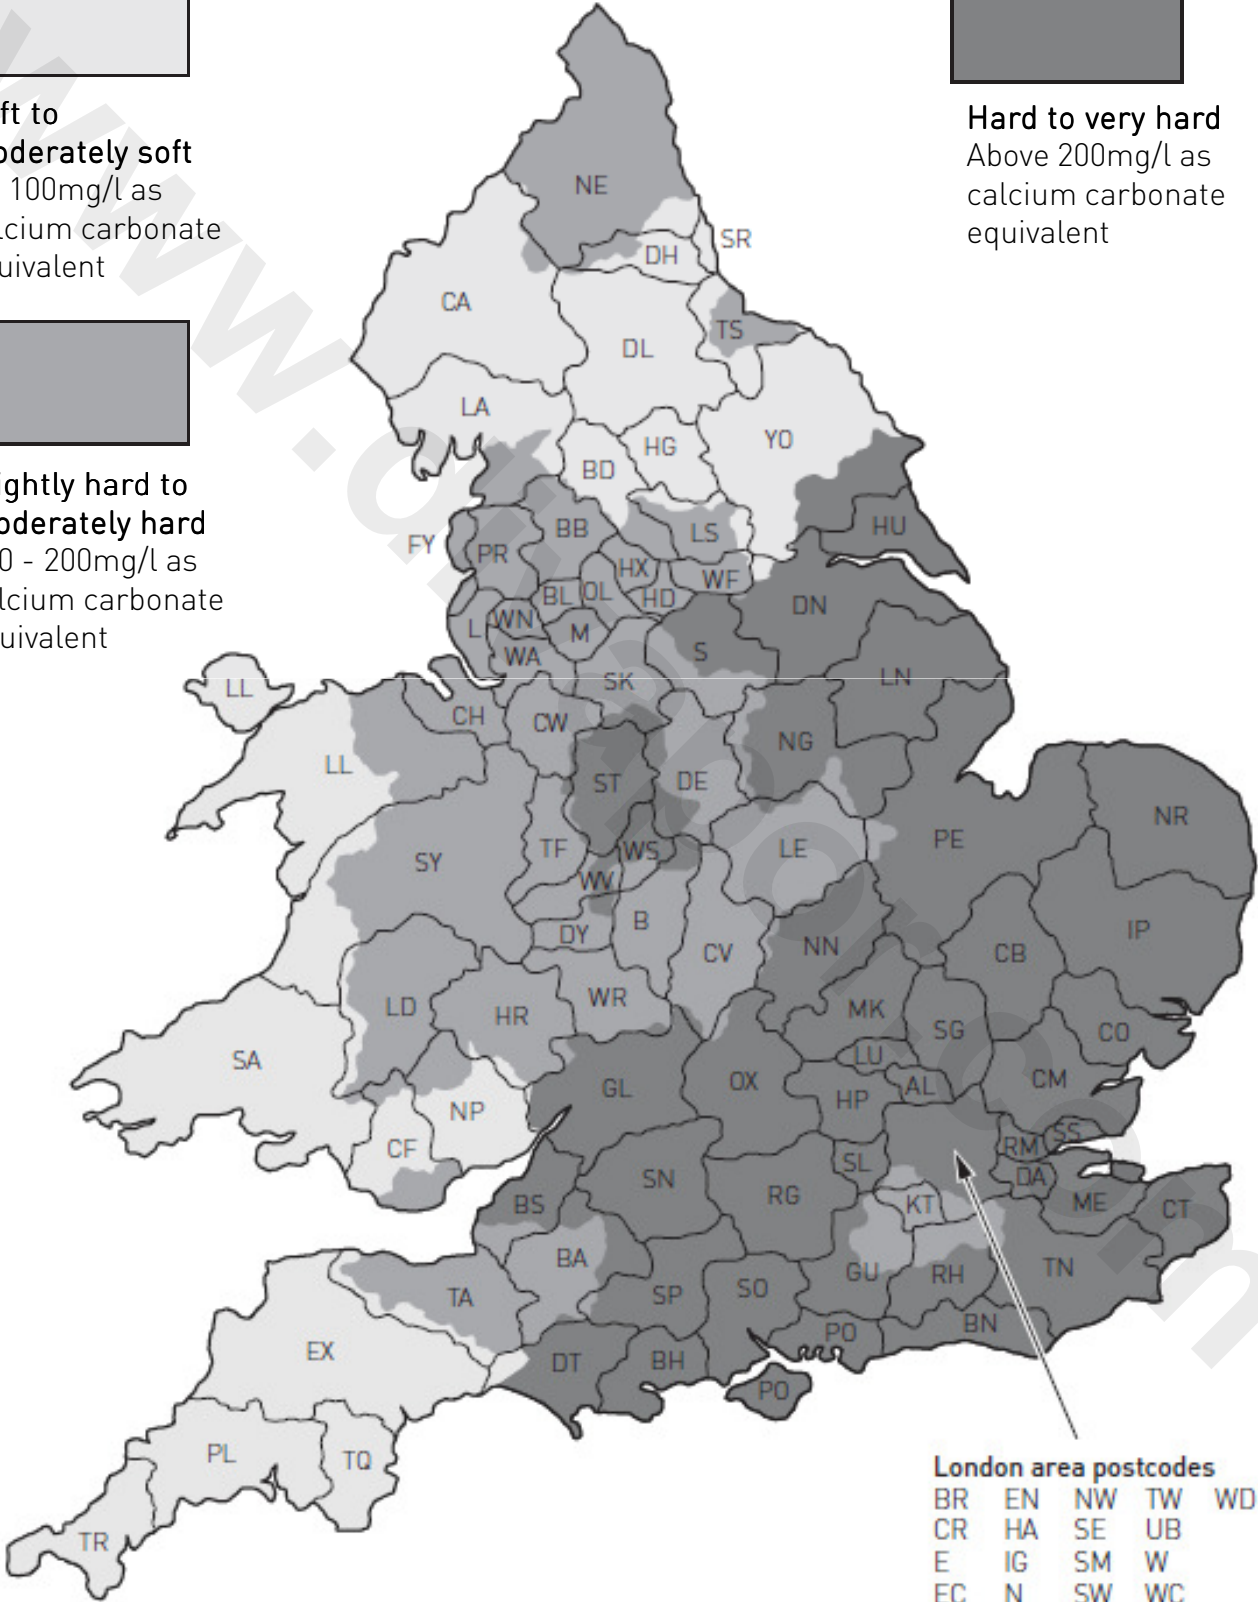 ft to
oderately soft
100mg/l as
lcium carbonate
uivalent
ightly hard to
oderately hard
0 - 200mg/l as
lcium carbonate
quivalent
Hard to very hard
Above 200mg/l as
calcium carbonate
equivalent
NE
SR
DH
CA
TS
DL
LA
YO
HG
BD
HU
BB
LS
FY
PR
HX
WF
BL
OL
HD
DN
WN
L
M
S
WA
LN
SK
LL
CH
CW
NG
LL
ST
DE
NR
PE
TF
WS
LE
SY
WV
B
IP
DY
NN
CV
CB
WR
LD
MK
HR
SG
CO
LU
SA
OX
CM
AL
GL
HP
NP
SS
RM
CF
SL
DA
SN
RG
ME
BS
KT
CT
BA
TN
GU
RH
SO
SP
TA
BN
PO
EX
DT
BH
PO
PL
TQ
TR
London area postcodes
BR EN NW TW WD
CR HA SE UB
E IG SM W
EC N SW WC